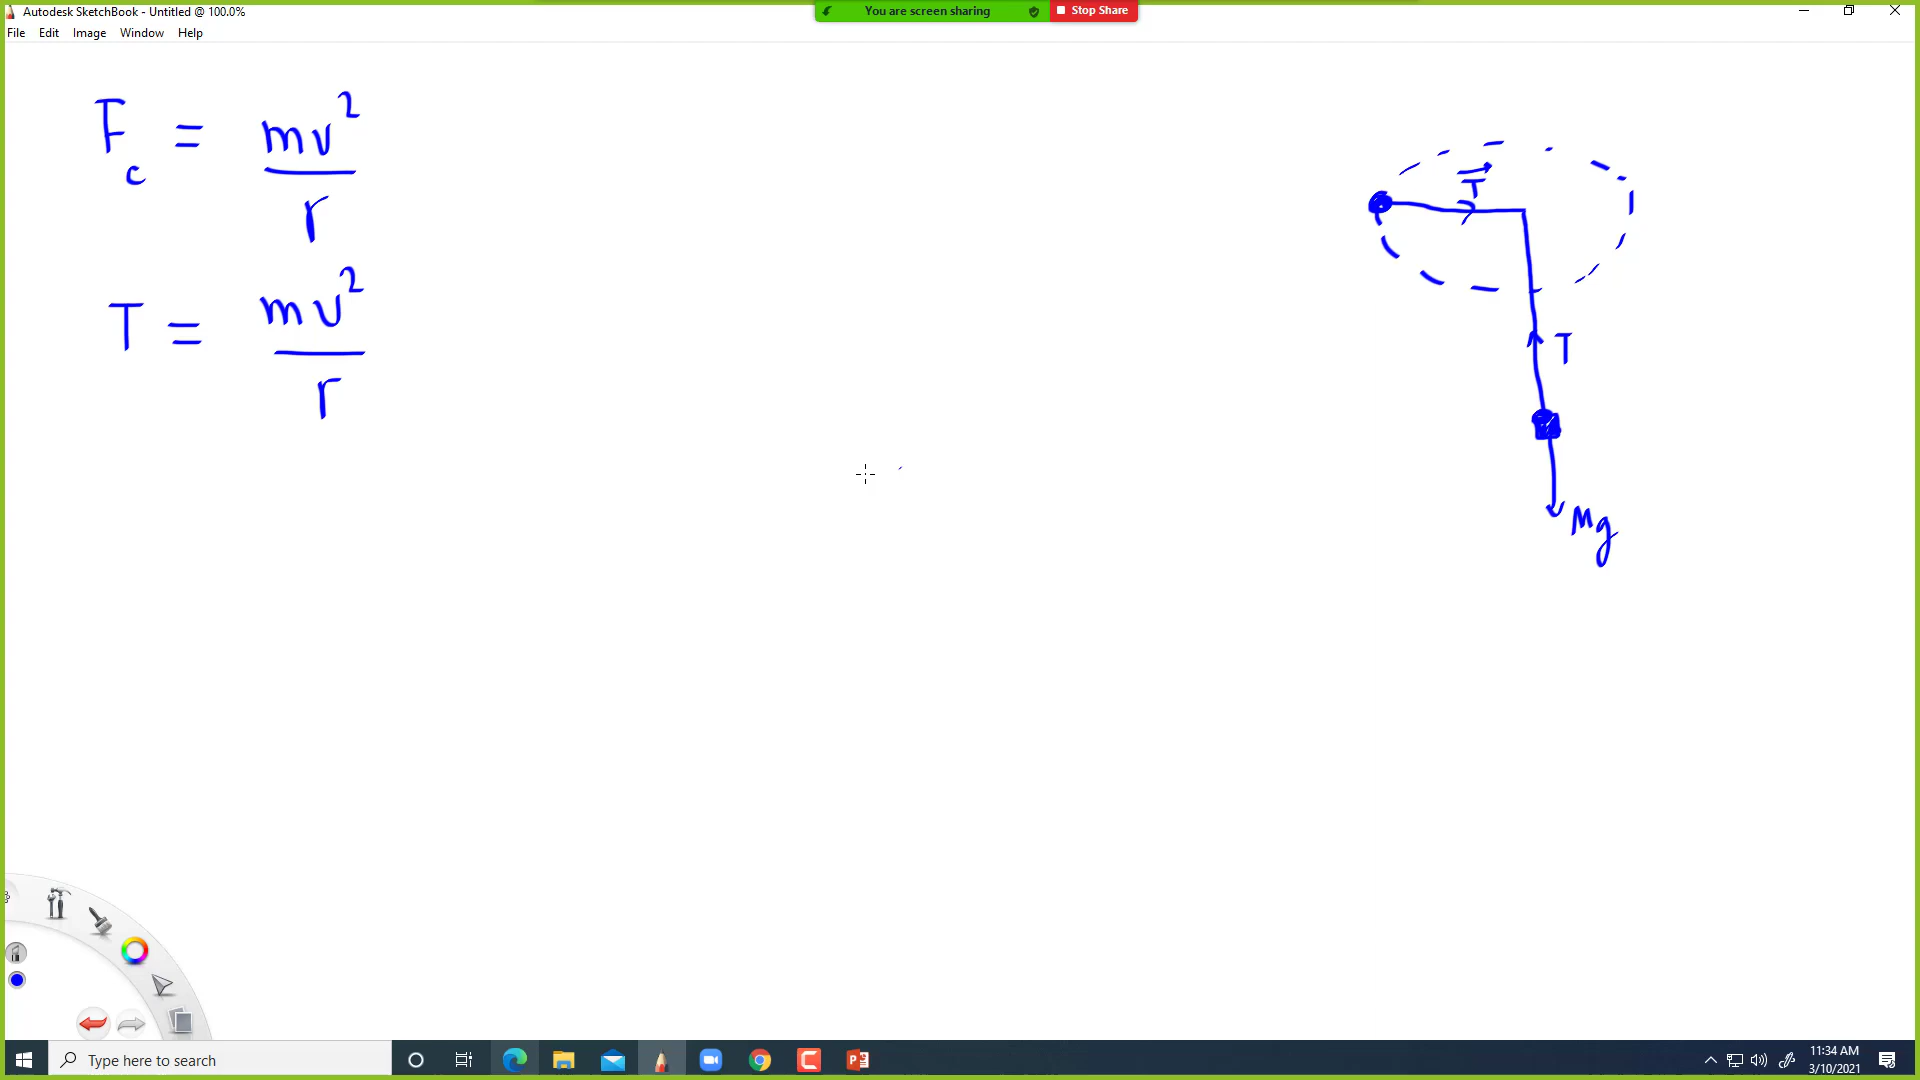 Autodesk SketchBook - Untitled @ 100.0%
You are screen sharing
Stop Share
File Edit Image Window Help
F_c = mv²/r
T = mv²/r
T⃗
T
Mg
Type here to search
11:34 AM
3/10/2021